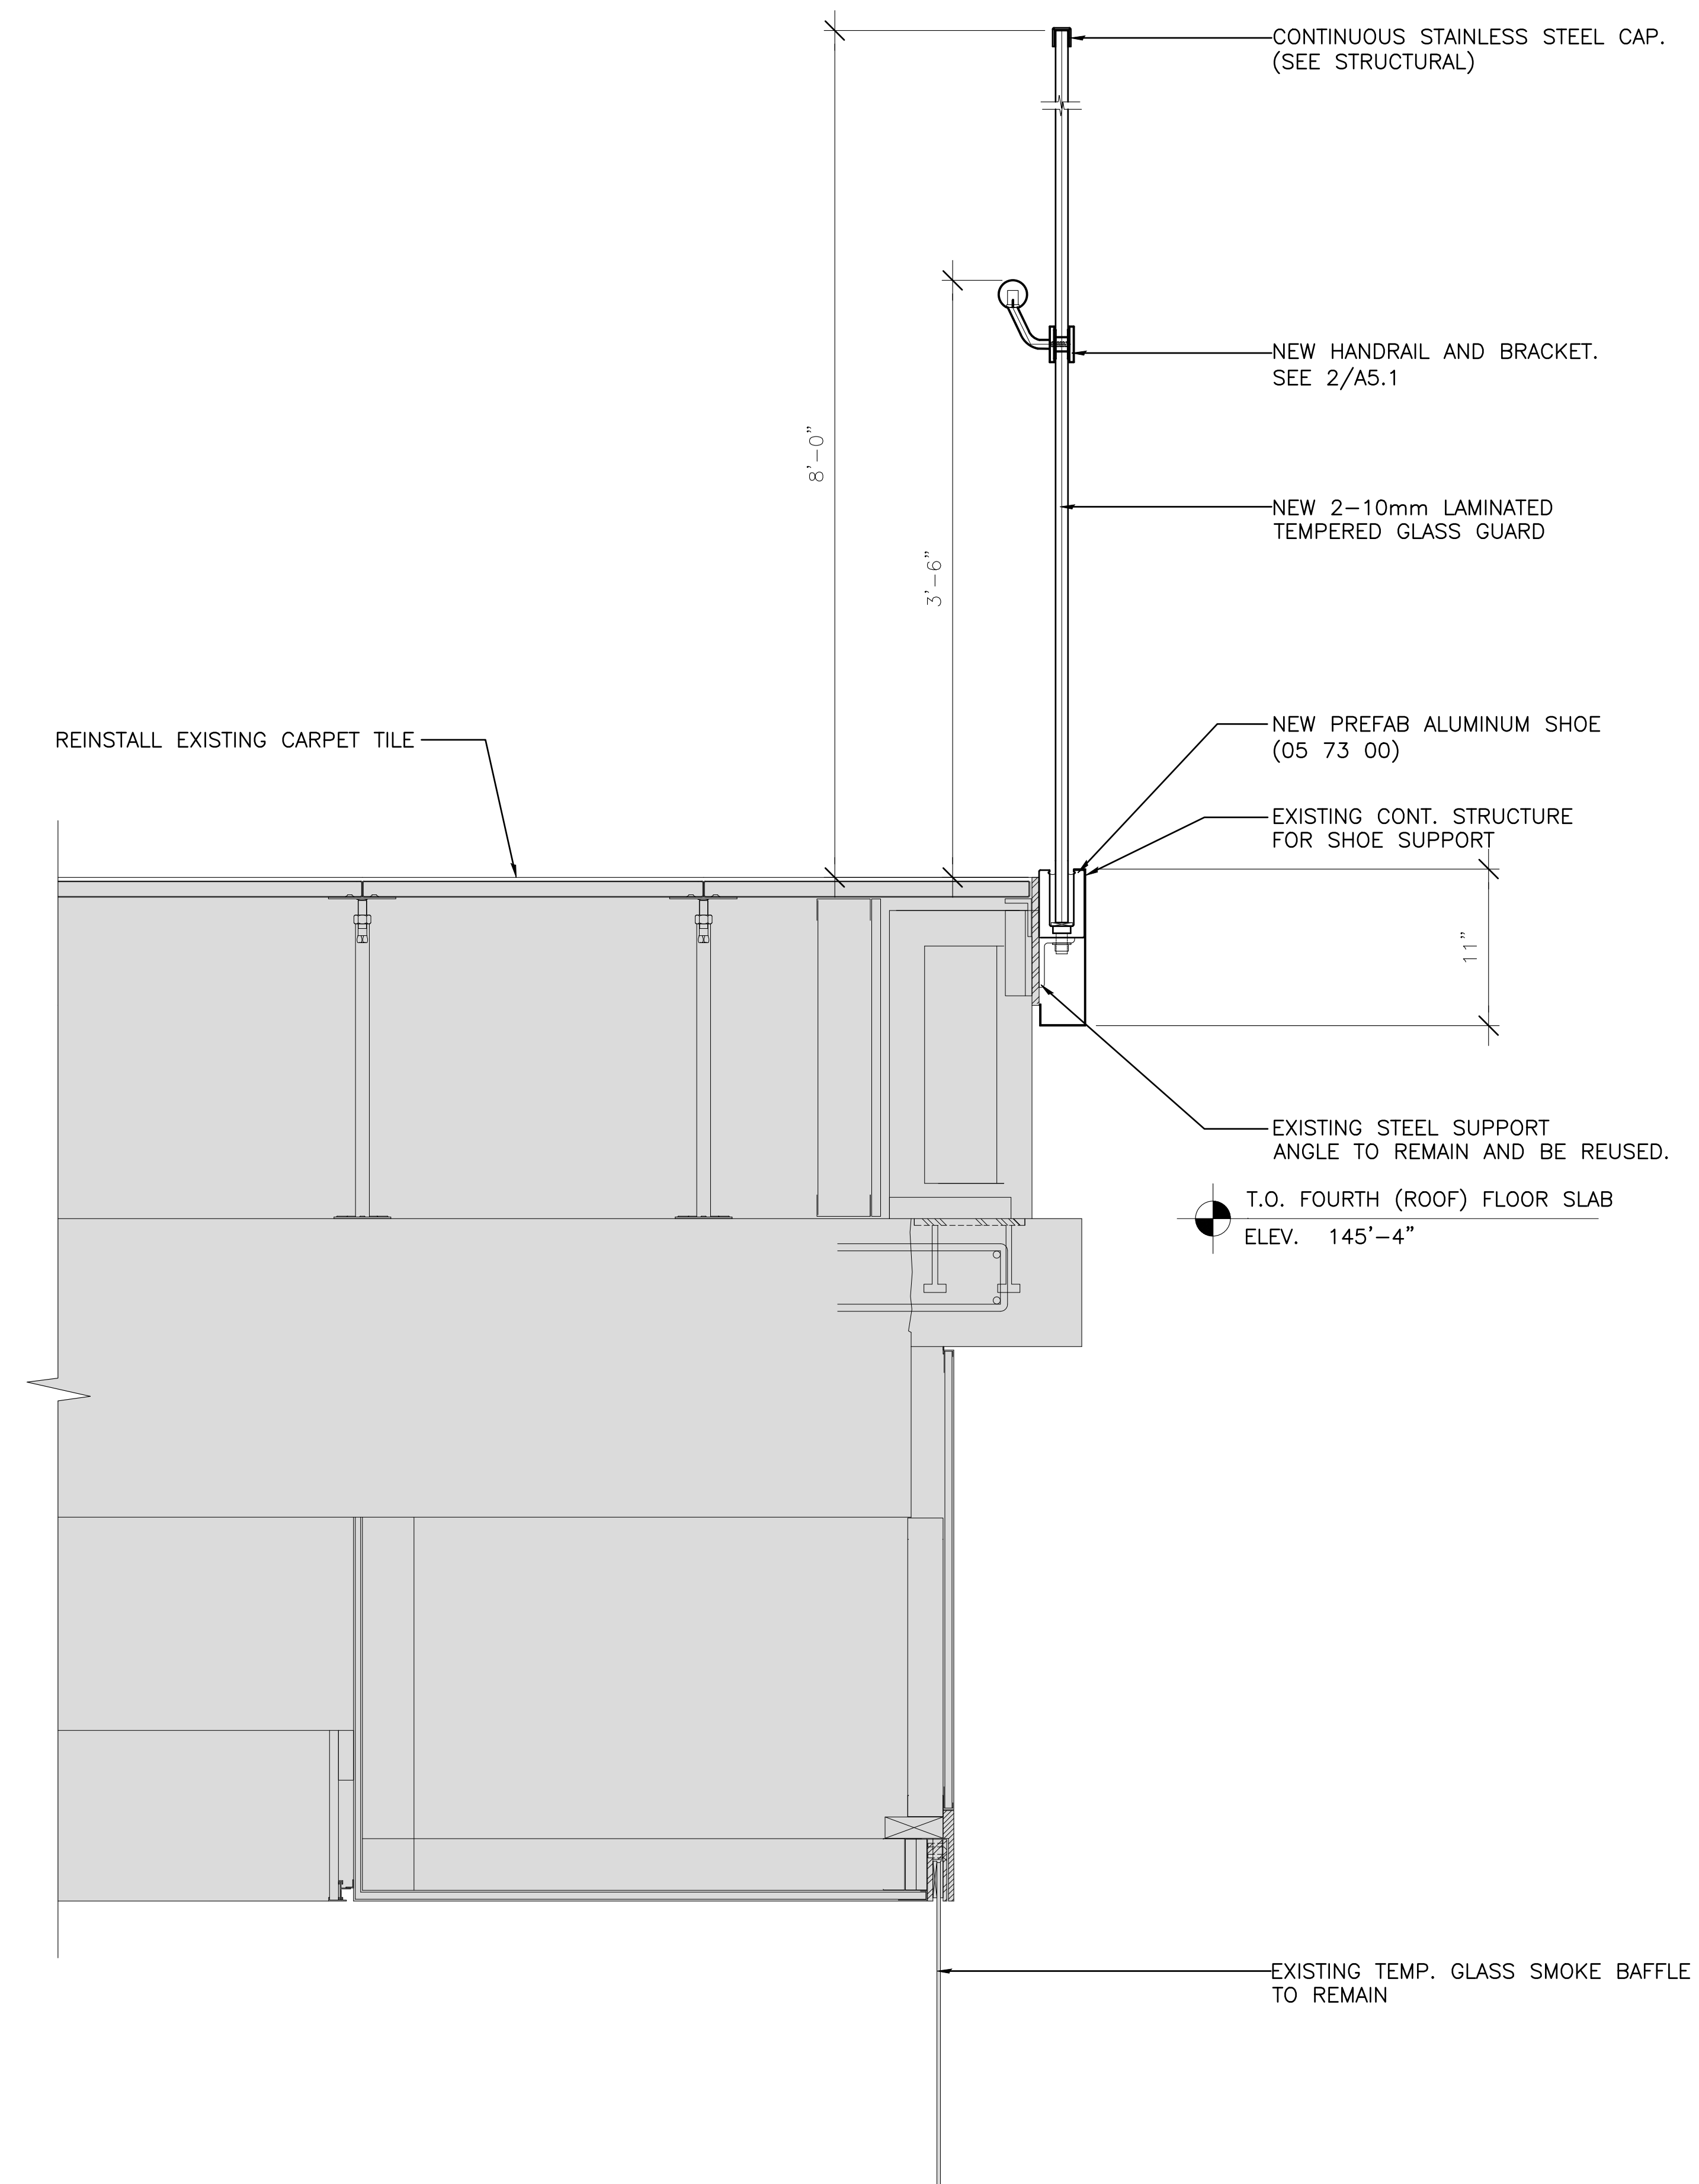 CONTINUOUS STAINLESS STEEL CAP.
(SEE STRUCTURAL)
NEW HANDRAIL AND BRACKET.
SEE 2/A5.1
8'-0"
NEW 2-10mm LAMINATED
TEMPERED GLASS GUARD
3'-6"
REINSTALL EXISTING CARPET TILE
NEW PREFAB ALUMINUM SHOE
(05 73 00)
EXISTING CONT. STRUCTURE
FOR SHOE SUPPORT
11"
EXISTING STEEL SUPPORT
ANGLE TO REMAIN AND BE REUSED.
T.O. FOURTH (ROOF) FLOOR SLAB
ELEV. 145'-4"
EXISTING TEMP. GLASS SMOKE BAFFLE
TO REMAIN